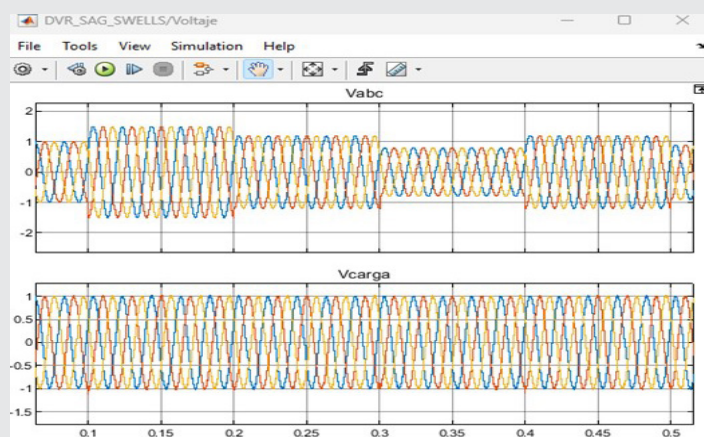 DVR_SAG_SWELLS/Voltaje
File Tools View Simulation Help
Vabc
2
1
0
-1
-2
Vcarga
1
0.5
0
-0.5
-1
-1.5
0.1 0.15 0.2 0.25 0.3 0.35 0.4 0.45 0.5